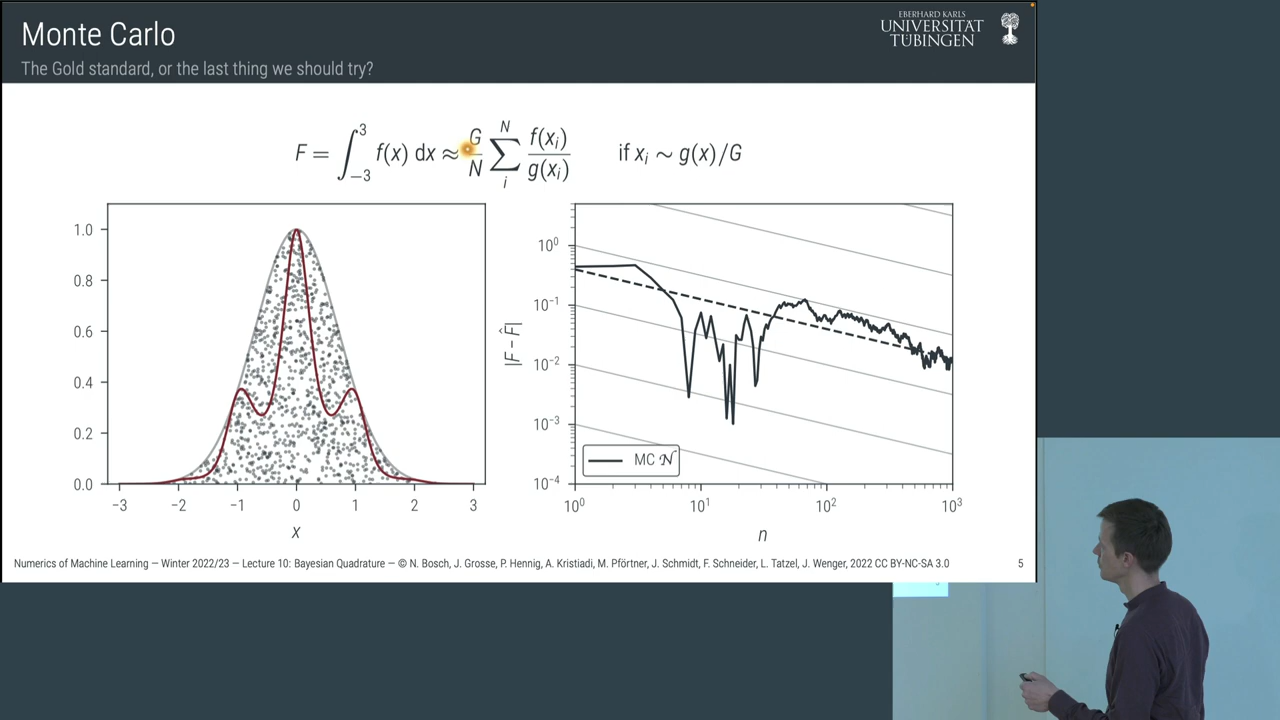 Monte Carlo
The Gold standard, or the last thing we should try?
EBERHARD KARLS
UNIVERSITÄT
TÜBINGEN
F = ∫_{−3}^{3} f(x) dx ≈ G/N ∑_{i}^{N} f(x_i)/g(x_i) if x_i ∼ g(x)/G
1.0
0.8
0.6
0.4
0.2
0.0
−3 −2 −1 0 1 2 3
x
|F − F̂|
10^0
10^−1
10^−2
10^−3
10^−4
MC 𝒩
10^0 10^1 10^2 10^3
n
Numerics of Machine Learning — Winter 2022/23 — Lecture 10: Bayesian Quadrature — © N. Bosch, J. Grosse, P. Hennig, A. Kristiadi, M. Pförtner, J. Schmidt, F. Schneider, L. Tatzel, J. Wenger, 2022 CC BY-NC-SA 3.0 5